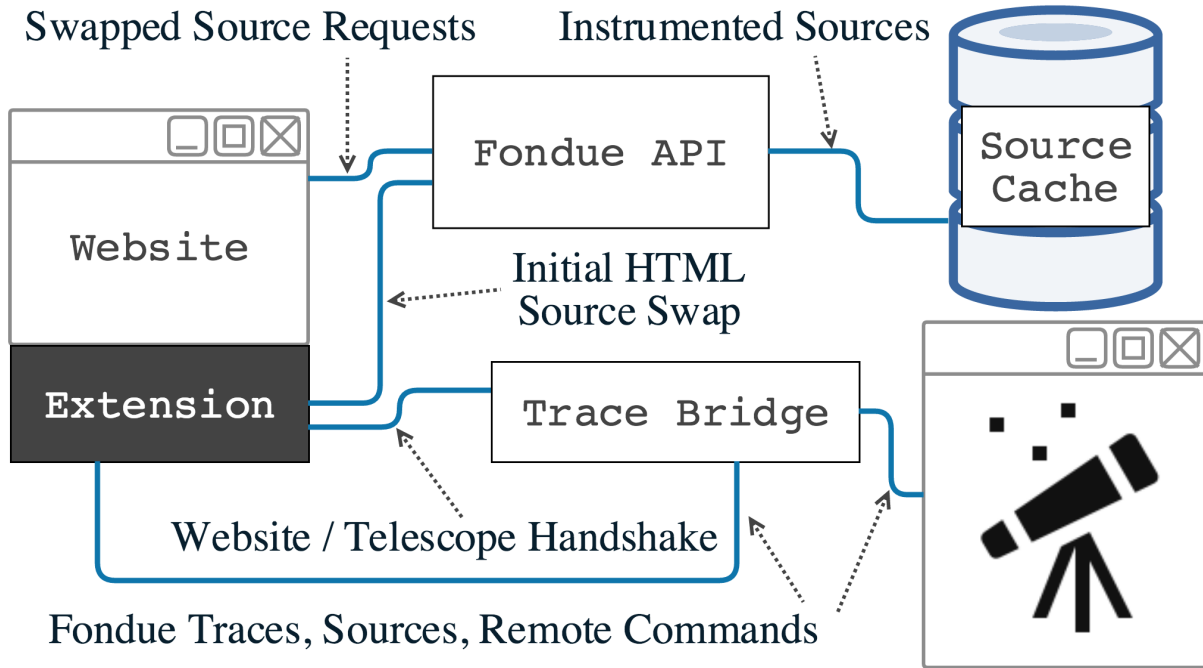 Swapped Source Requests
Instrumented Sources
Fondue API
Source
Cache
Website
Initial HTML
Source Swap
Extension
Trace Bridge
Website / Telescope Handshake
Fondue Traces, Sources, Remote Commands